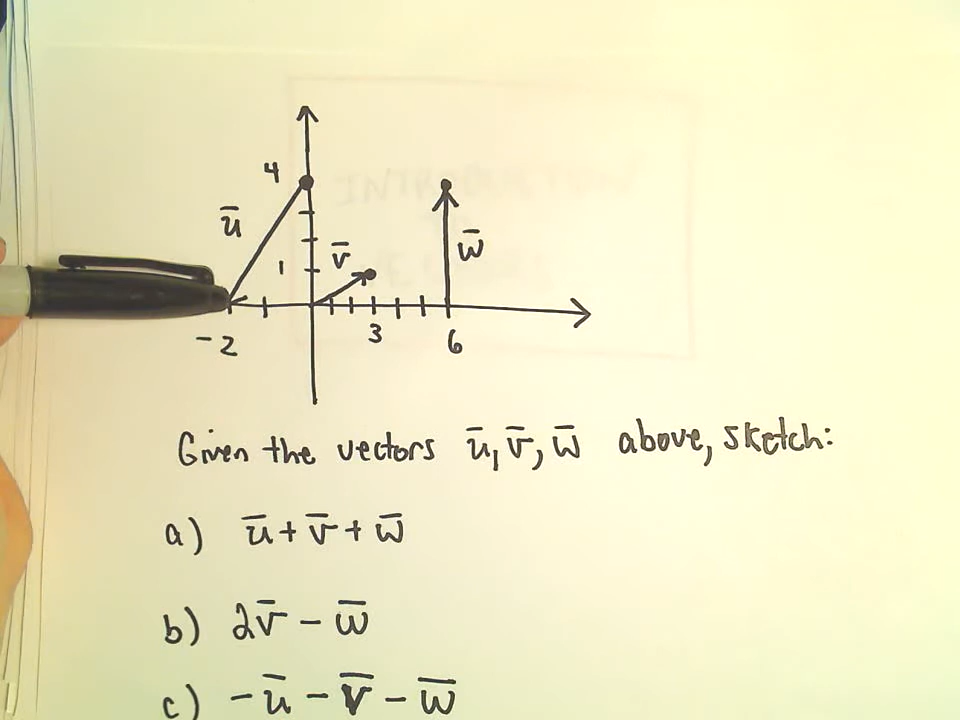 4
ū
1 v̄
w̄
-2 3 6
Given the vectors ū, v̄, w̄ above, sketch:
a) ū + v̄ + w̄
b) 2v̄ - w̄
c) -ū - v̄ - w̄